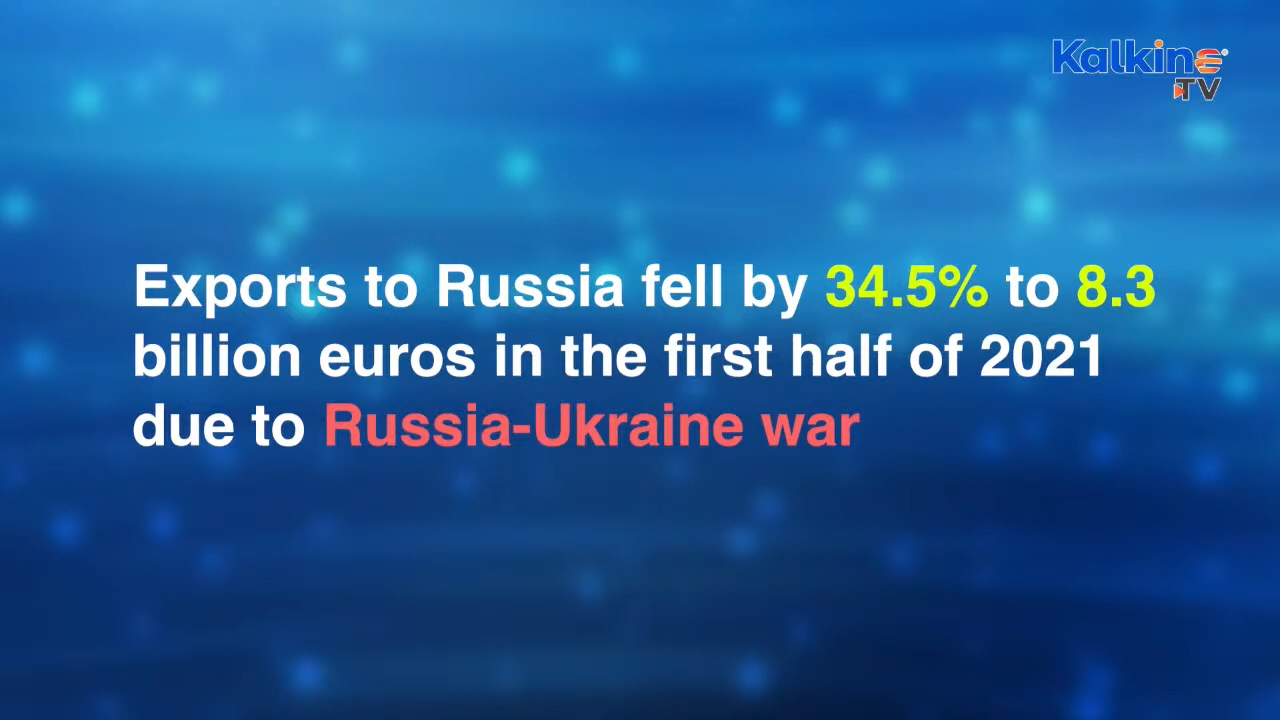 Kalkine
TV
Exports to Russia fell by 34.5% to 8.3
billion euros in the first half of 2021
due to Russia-Ukraine war